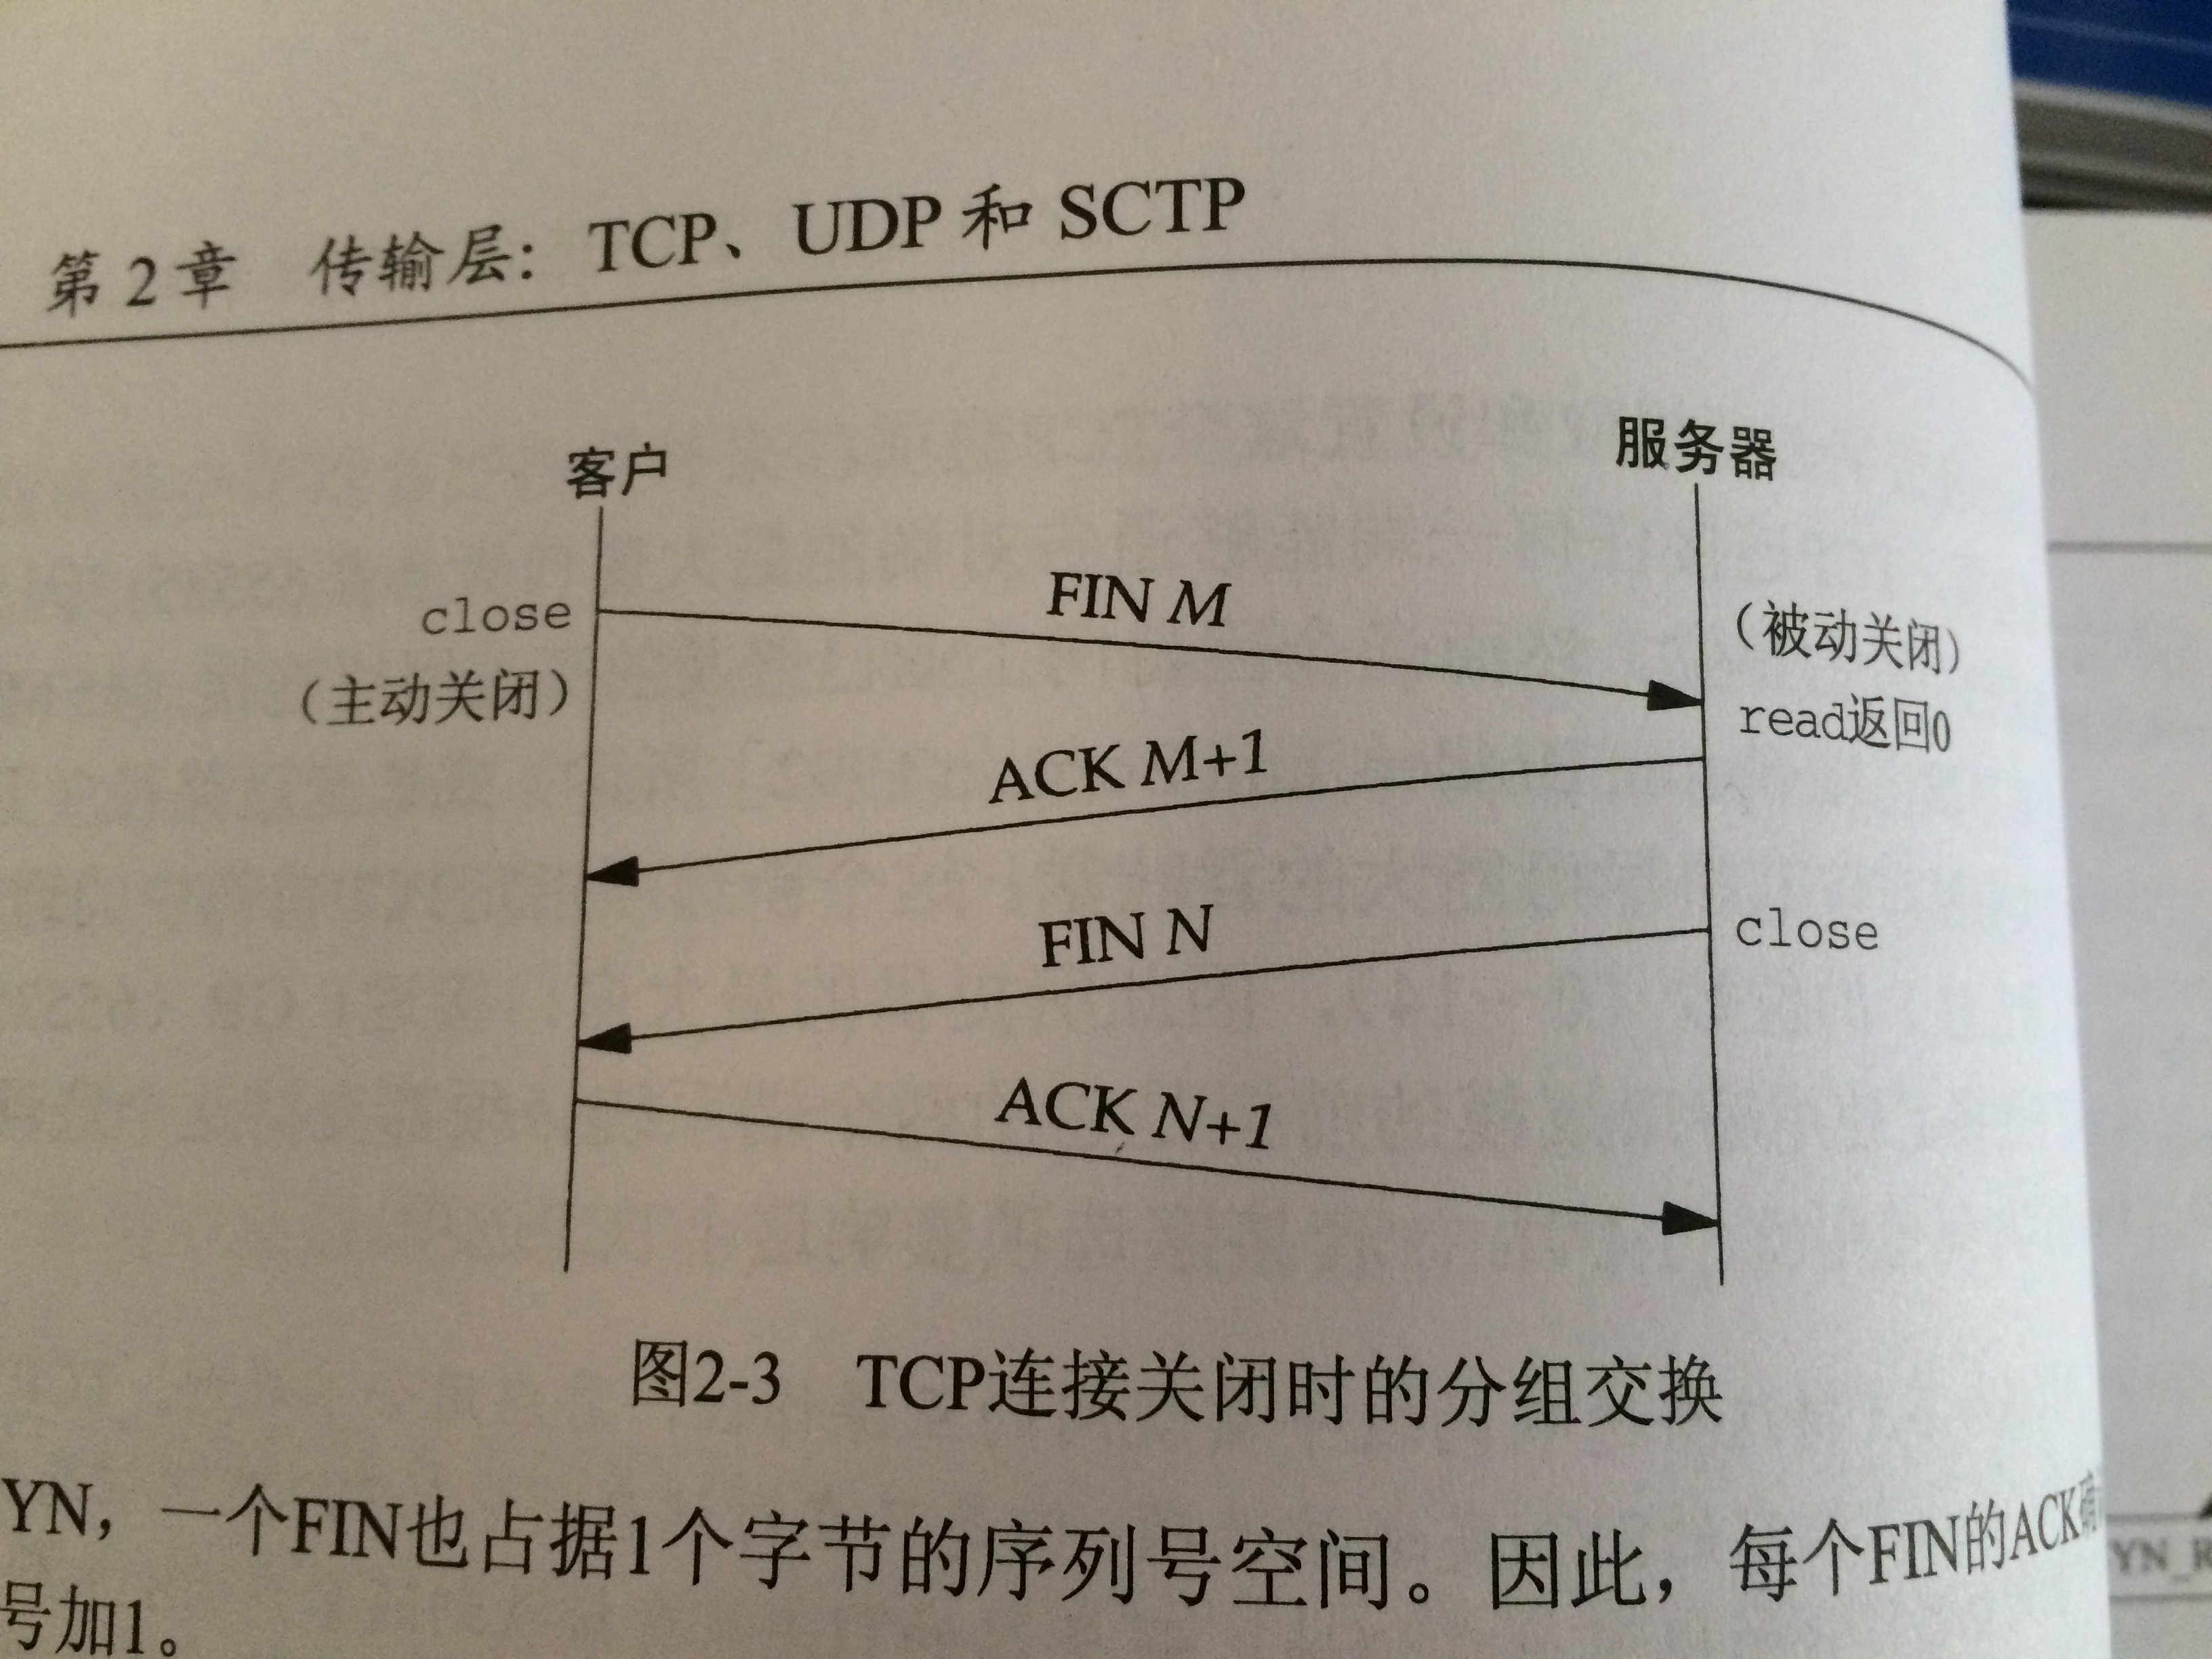 第 2 章 传输层: TCP、UDP 和 SCTP
客户 服务器
FIN M
close (被动关闭)
(主动关闭) read返回0
ACK M+1
FIN N
close
ACK N+1
图2-3 TCP连接关闭时的分组交换
YN, 一个FIN也占据1个字节的序列号空间。因此, 每个FIN的ACK
号加1。
YN_R